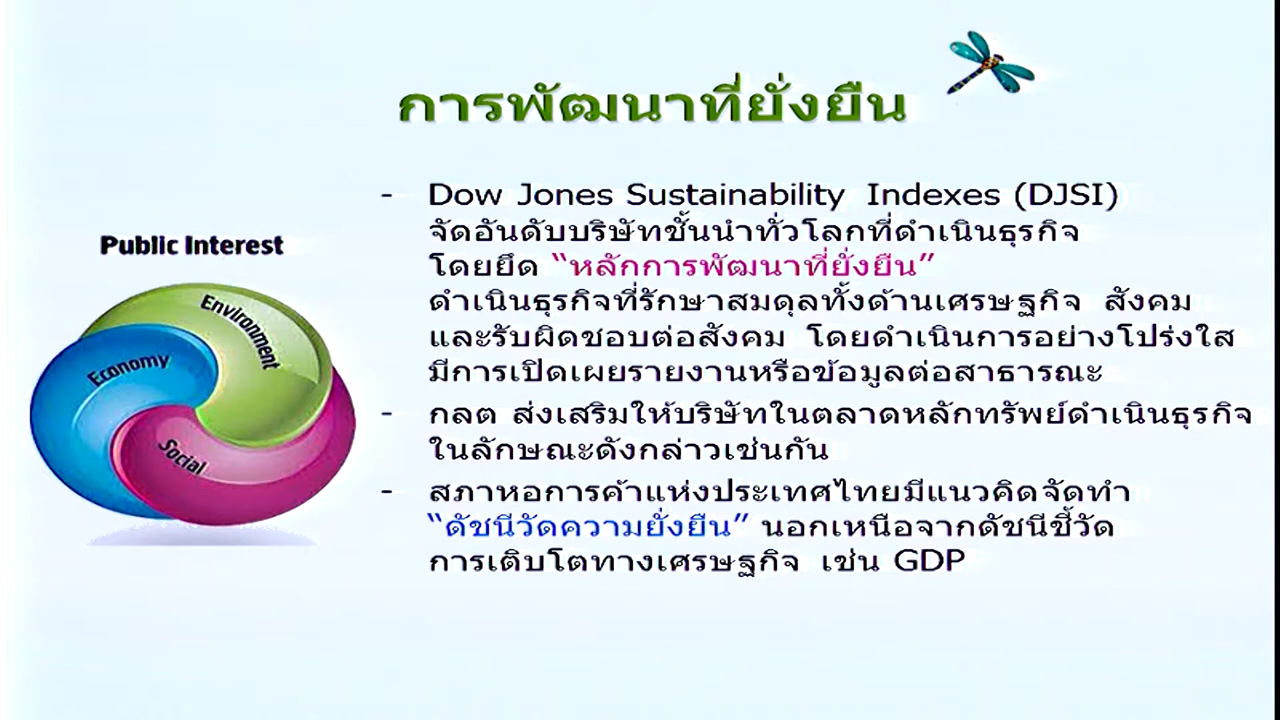 การพัฒนาที่ยั่งยืน
- Dow Jones Sustainability Indexes (DJSI)
จัดอันดับบริษัทชั้นนำทั่วโลกที่ดำเนินธุรกิจ
โดยยึด “หลักการพัฒนาที่ยั่งยืน”
ดำเนินธุรกิจที่รักษาสมดุลทั้งด้านเศรษฐกิจ สังคม
และรับผิดชอบต่อสังคม โดยดำเนินการอย่างโปร่งใส
มีการเปิดเผยรายงานหรือข้อมูลต่อสาธารณะ
- กลต ส่งเสริมให้บริษัทในตลาดหลักทรัพย์ดำเนินธุรกิจ
ในลักษณะดังกล่าวเช่นกัน
- สภาหอการค้าแห่งประเทศไทยมีแนวคิดจัดทำ
“ดัชนีวัดความยั่งยืน” นอกเหนือจากดัชนีชี้วัด
การเติบโตทางเศรษฐกิจ เช่น GDP
Public Interest
Environment
Economy
Social